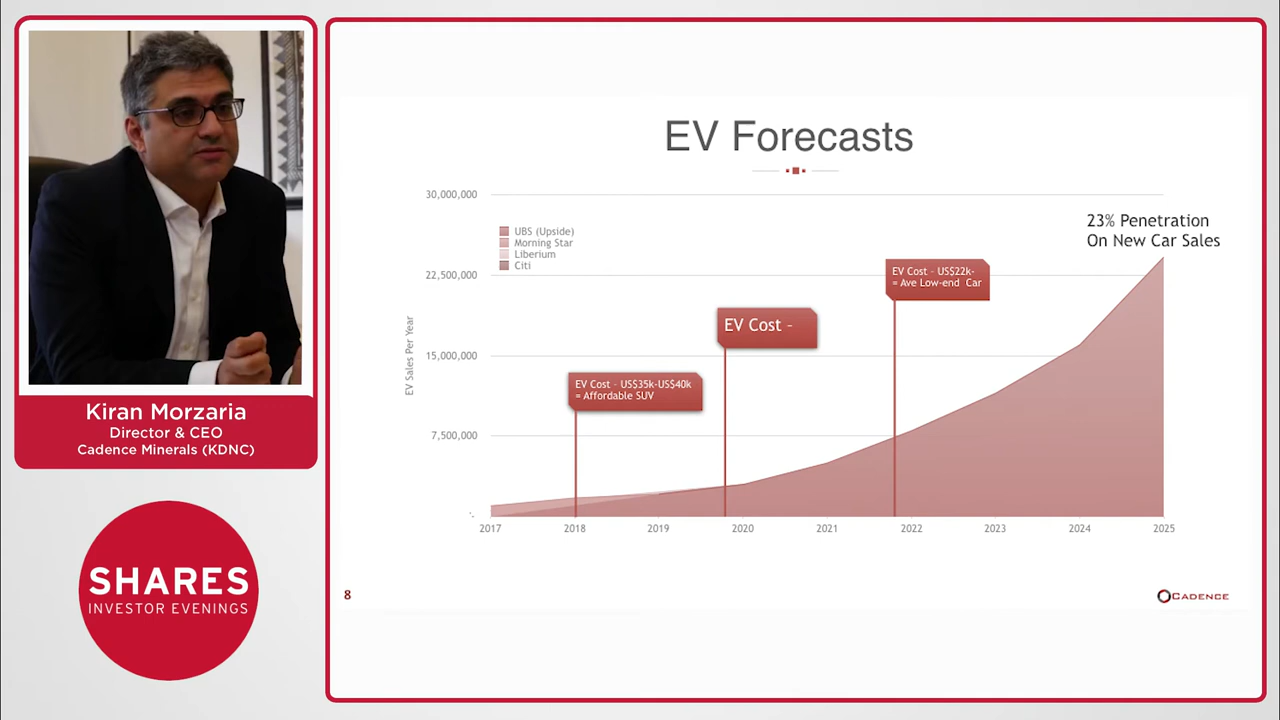 Kiran Morzaria
Director & CEO
Cadence Minerals (KDNC)
SHARES
INVESTOR EVENINGS
EV Forecasts
30,000,000
22,500,000
15,000,000
7,500,000
EV Sales Per Year
UBS (Upside)
Morning Star
Liberium
Citi
EV Cost - US$35k-US$40k
= Affordable SUV
EV Cost -
EV Cost - US$22k-
= Ave Low-end Car
23% Penetration
On New Car Sales
2017
2018
2019
2020
2021
2022
2023
2024
2025
8
CADENCE